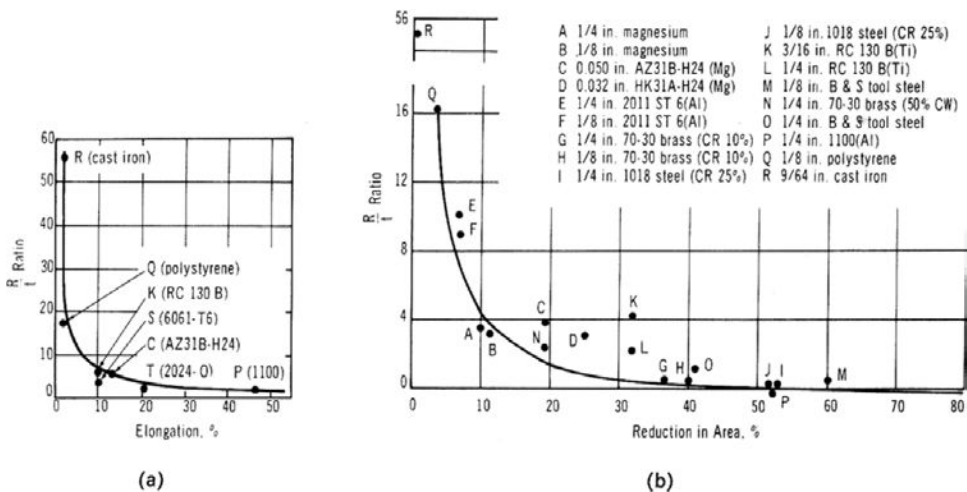 60
50
40
30
20
10
0
R/t Ratio
R (cast iron)
Q (polystyrene)
K (RC 130 B)
S (6061-T6)
C (AZ31B-H24)
T (2024-O) P (1100)
0 10 20 30 40 50
Elongation, %
(a)
56
16
12
8
4
0
R/t Ratio
R
Q
E
F
A
B
C
N
D
K
L
G
H
O
J I
P
M
0 10 20 30 40 50 60 70 80
Reduction in Area, %
(b)
A 1/4 in. magnesium
B 1/8 in. magnesium
C 0.050 in. AZ31B-H24 (Mg)
D 0.032 in. HK31A-H24 (Mg)
E 1/4 in. 2011 ST 6(Al)
F 1/8 in. 2011 ST 6(Al)
G 1/4 in. 70-30 brass (CR 10%)
H 1/8 in. 70-30 brass (CR 10%)
I 1/4 in. 1018 steel (CR 25%)
J 1/8 in. 1018 steel (CR 25%)
K 3/16 in. RC 130 B(Ti)
L 1/4 in. RC 130 B(Ti)
M 1/8 in. B & S tool steel
N 1/4 in. 70-30 brass (50% CW)
O 1/4 in. B & S tool steel
P 1/4 in. 1100(Al)
Q 1/8 in. polystyrene
R 9/64 in. cast iron